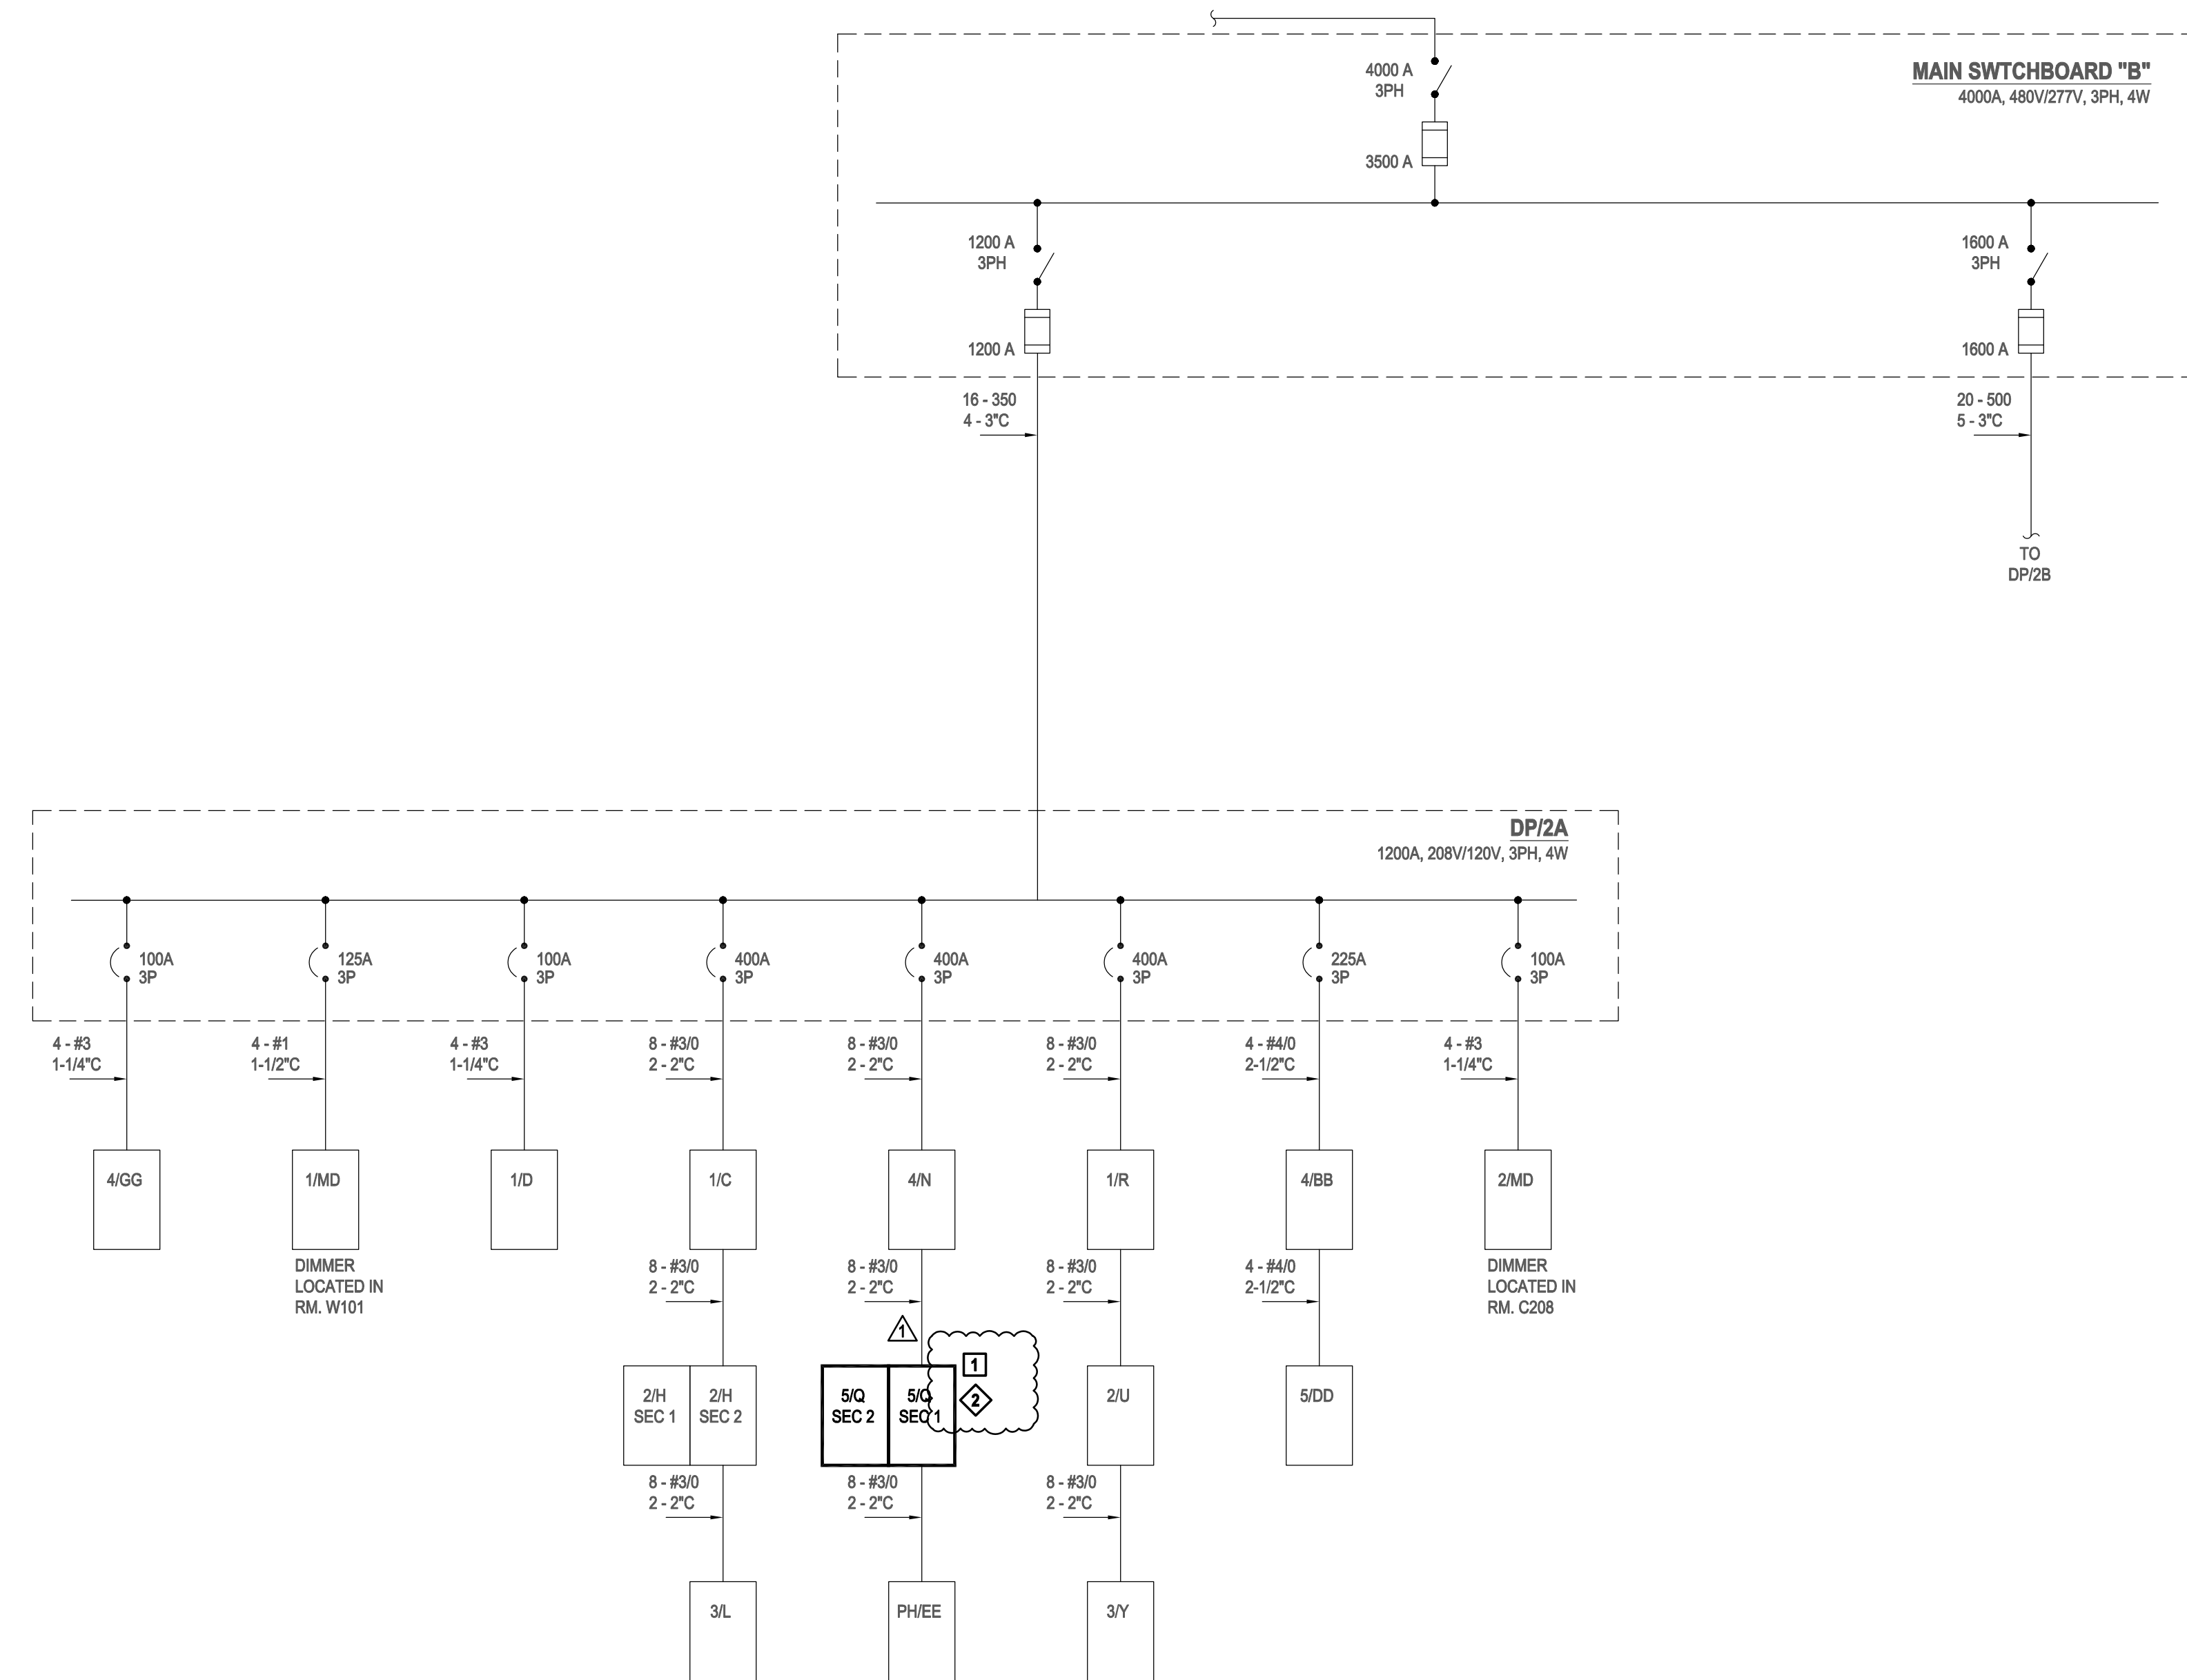 4000 A
3PH
MAIN SWTCHBOARD "B"
4000A, 480V/277V, 3PH, 4W
3500 A
1200 A
3PH
1600 A
3PH
1200 A
1600 A
16 - 350
4 - 3"C
20 - 500
5 - 3"C
TO
DP/2B
DP/2A
1200A, 208V/120V, 3PH, 4W
100A
3P
125A
3P
100A
3P
400A
3P
400A
3P
400A
3P
225A
3P
100A
3P
4 - #3
1-1/4"C
4 - #1
1-1/2"C
4 - #3
1-1/4"C
8 - #3/0
2 - 2"C
8 - #3/0
2 - 2"C
8 - #3/0
2 - 2"C
4 - #4/0
2-1/2"C
4 - #3
1-1/4"C
4/GG
1/MD
1/D
1/C
4/N
1/R
4/BB
2/MD
DIMMER
LOCATED IN
RM. W101
8 - #3/0
2 - 2"C
8 - #3/0
2 - 2"C
8 - #3/0
2 - 2"C
4 - #4/0
2-1/2"C
DIMMER
LOCATED IN
RM. C208
1
1
2
2/H
SEC 1
2/H
SEC 2
5/Q
SEC 2
5/Q
SEC 1
2/U
5/DD
8 - #3/0
2 - 2"C
8 - #3/0
2 - 2"C
8 - #3/0
2 - 2"C
3/L
PH/EE
3/Y